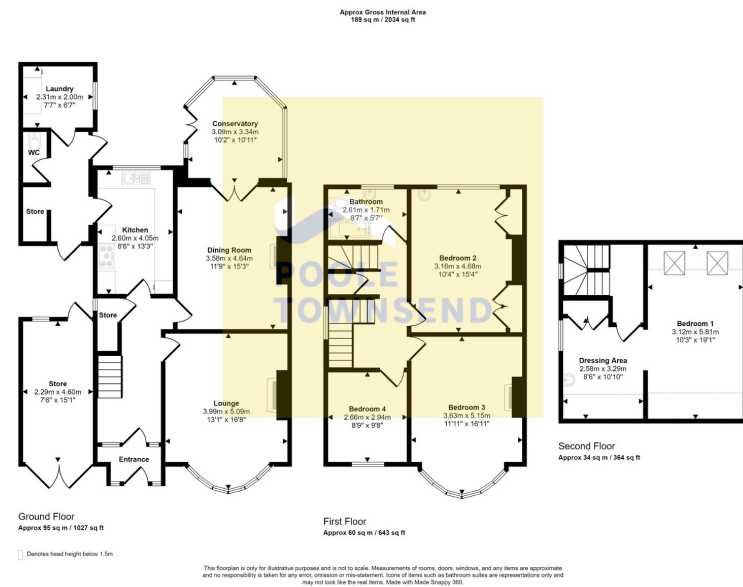 Approx Gross Internal Area
189 sq m / 2034 sq ft
Laundry
2.31m x 2.00m
7'7" x 6'7"
WC
Store
Kitchen
2.60m x 4.05m
8'6" x 13'3"
Conservatory
3.09m x 3.34m
10'2" x 10'11"
Dining Room
3.58m x 4.64m
11'9" x 15'3"
Store
Store
2.29m x 4.60m
7'6" x 15'1"
Lounge
3.99m x 5.09m
13'1" x 16'8"
Entrance
Ground Floor
Approx 95 sq m / 1027 sq ft
Denotes head height below 1.5m
Bathroom
2.61m x 1.71m
8'7" x 5'7"
Bedroom 2
3.16m x 4.68m
10'4" x 15'4"
POOLE
TOWNSEND
Bedroom 4
2.66m x 2.94m
8'9" x 9'8"
Bedroom 3
3.63m x 5.15m
11'11" x 16'11"
First Floor
Approx 60 sq m / 643 sq ft
Bedroom 1
3.12m x 5.81m
10'3" x 19'1"
Dressing Area
2.58m x 3.29m
8'6" x 10'10"
Second Floor
Approx 34 sq m / 364 sq ft
This floorplan is only for illustrative purposes and is not to scale. Measurements of rooms, doors, windows, and any items are approximate
and no responsibility is taken for any error, omission or mis-statement. Icons of items such as bathroom suites are representations only and
may not look like the real items. Made with Made Snappy 360.